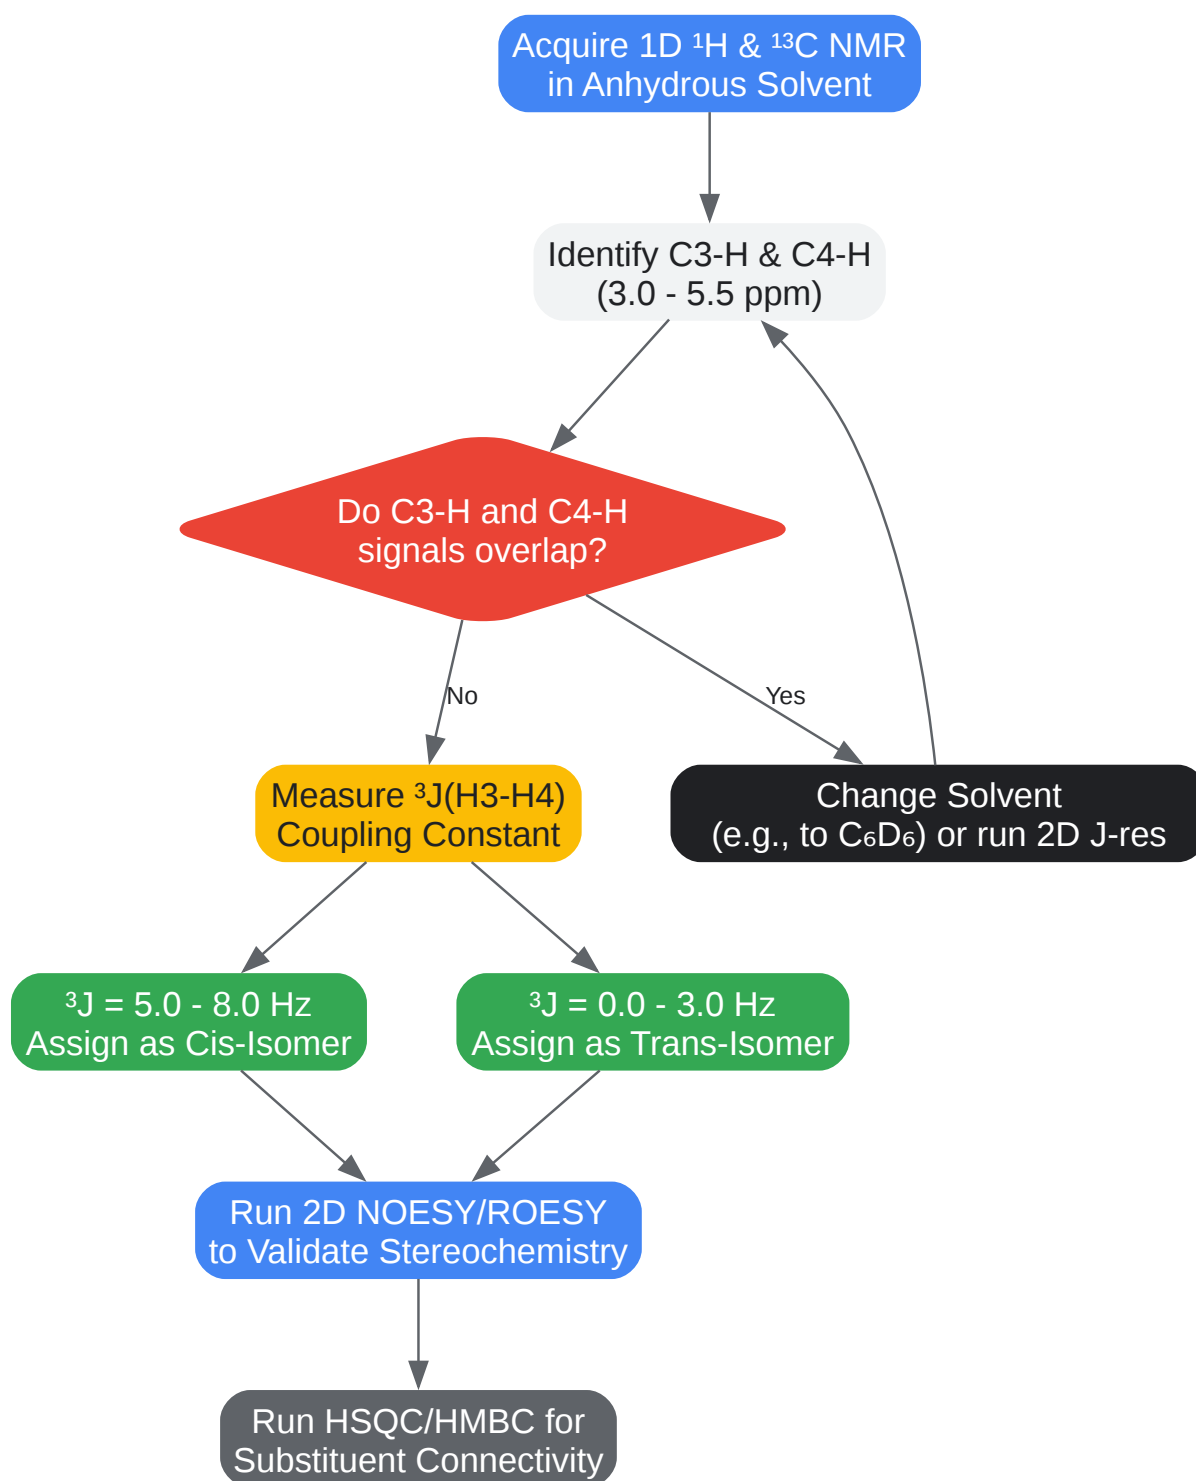 Acquire 1D ¹H & ¹³C NMR
in Anhydrous Solvent
Identify C3-H & C4-H
(3.0 - 5.5 ppm)
Do C3-H and C4-H
signals overlap?
No
Yes
Measure ³J(H3-H4)
Coupling Constant
Change Solvent
(e.g., to C₆D₆) or run 2D J-res
³J = 5.0 - 8.0 Hz
Assign as Cis-Isomer
³J = 0.0 - 3.0 Hz
Assign as Trans-Isomer
Run 2D NOESY/ROESY
to Validate Stereochemistry
Run HSQC/HMBC for
Substituent Connectivity